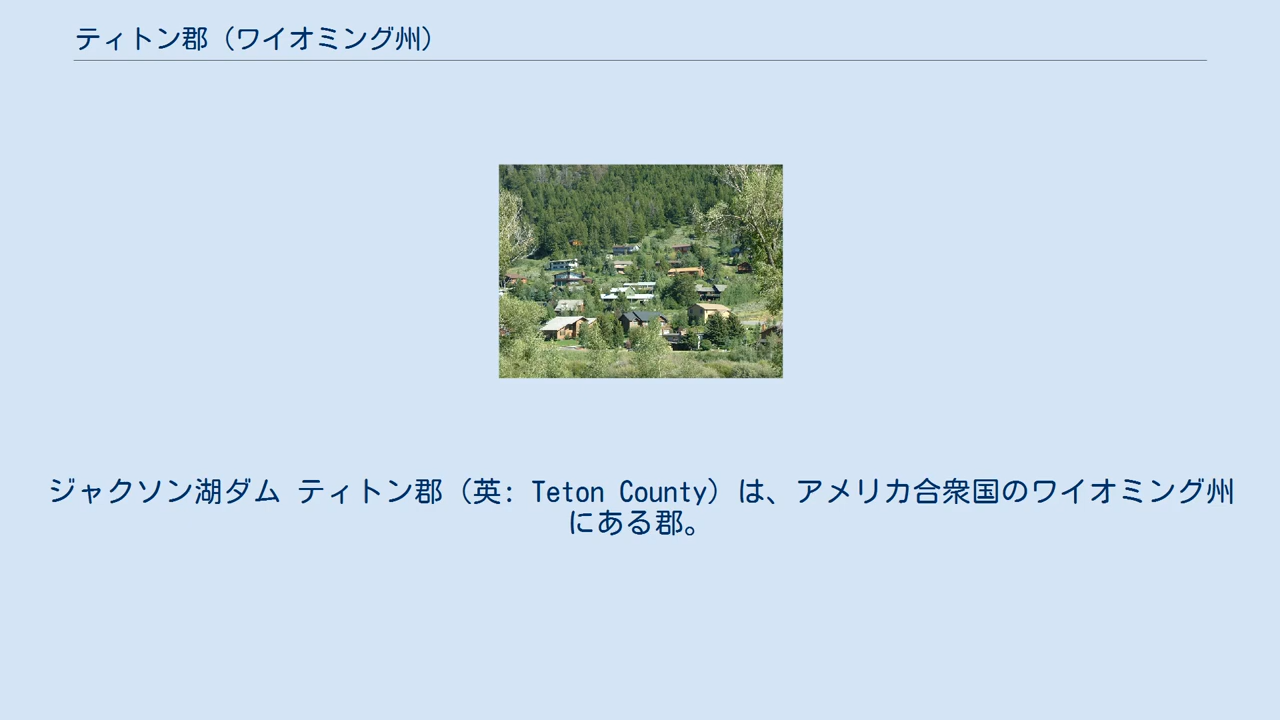 ティトン郡（ワイオミング州）
ジャクソン湖ダム ティトン郡（英: Teton County）は、アメリカ合衆国のワイオミング州
にある郡。